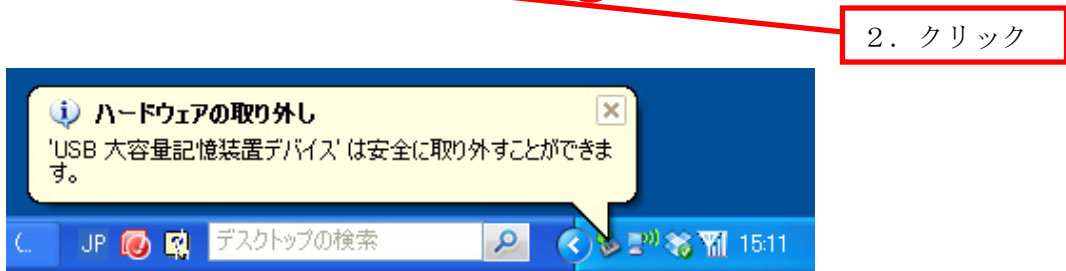 ２．クリック
ハードウェアの取り外し
'USB 大容量記憶装置デバイス' は安全に取り外すことができま
す。
(... JP デスクトップの検索 15:11